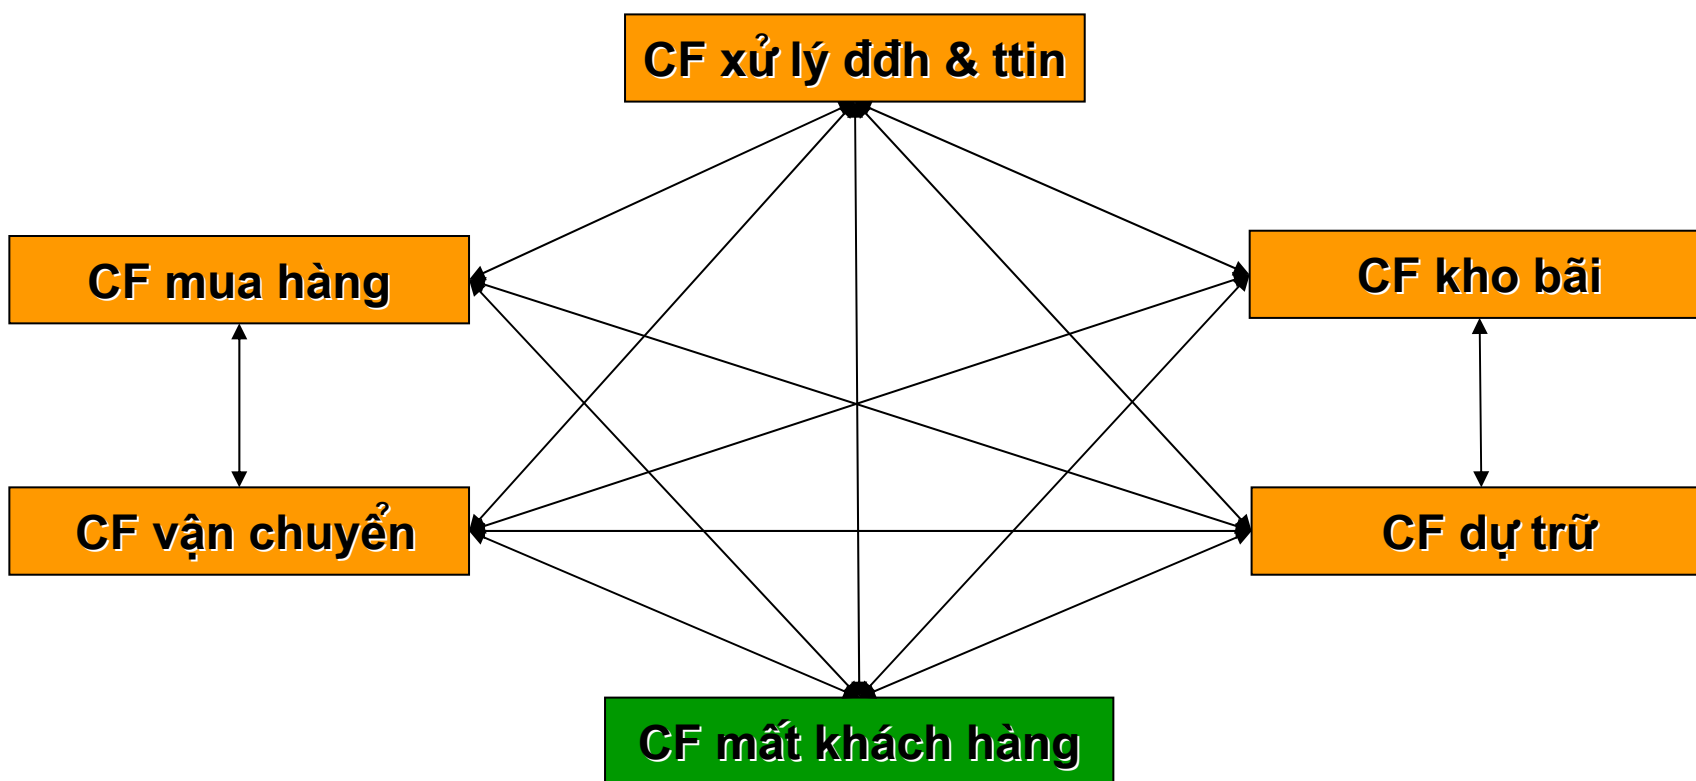 CF xử lý đđh & ttin
CF mua hàng
CF kho bãi
CF vận chuyển
CF dự trữ
CF mất khách hàng